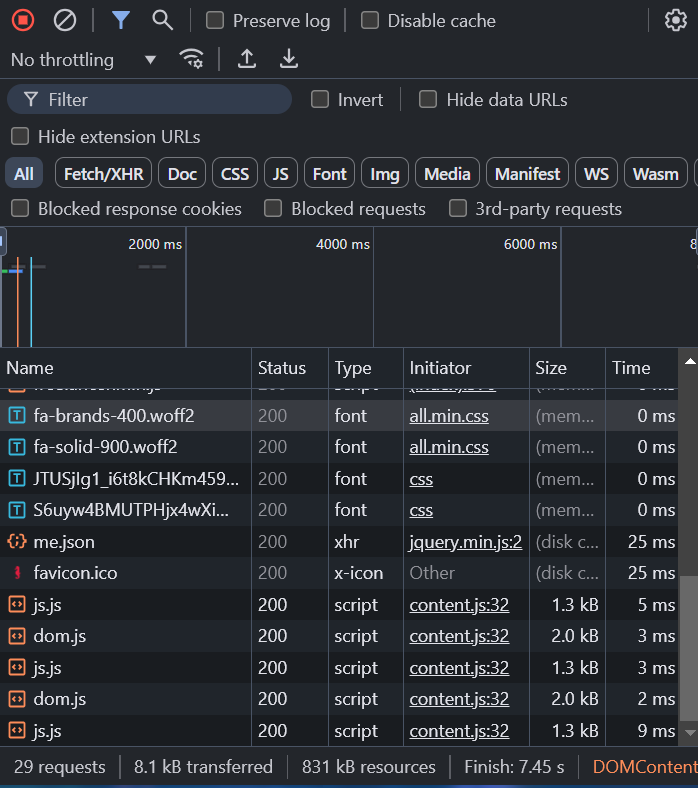 Preserve log Disable cache
No throttling
Filter Invert Hide data URLs
Hide extension URLs
All Fetch/XHR Doc CSS JS Font Img Media Manifest WS Wasm
Blocked response cookies Blocked requests 3rd-party requests
2000 ms 4000 ms 6000 ms 8
Name Status Type Initiator Size Time
fa-brands-400.woff2 200 font all.min.css (mem... 0 ms
fa-solid-900.woff2 200 font all.min.css (mem... 0 ms
JTUSjIg1_i6t8kCHKm459... 200 font css (mem... 0 ms
S6uyw4BMUTPHjx4wXi... 200 font css (mem... 0 ms
me.json 200 xhr jquery.min.js:2 (disk c... 25 ms
favicon.ico 200 x-icon Other (disk c... 25 ms
js.js 200 script content.js:32 1.3 kB 5 ms
dom.js 200 script content.js:32 2.0 kB 3 ms
js.js 200 script content.js:32 1.3 kB 3 ms
dom.js 200 script content.js:32 2.0 kB 2 ms
js.js 200 script content.js:32 1.3 kB 9 ms
29 requests 8.1 kB transferred 831 kB resources Finish: 7.45 s DOMContent